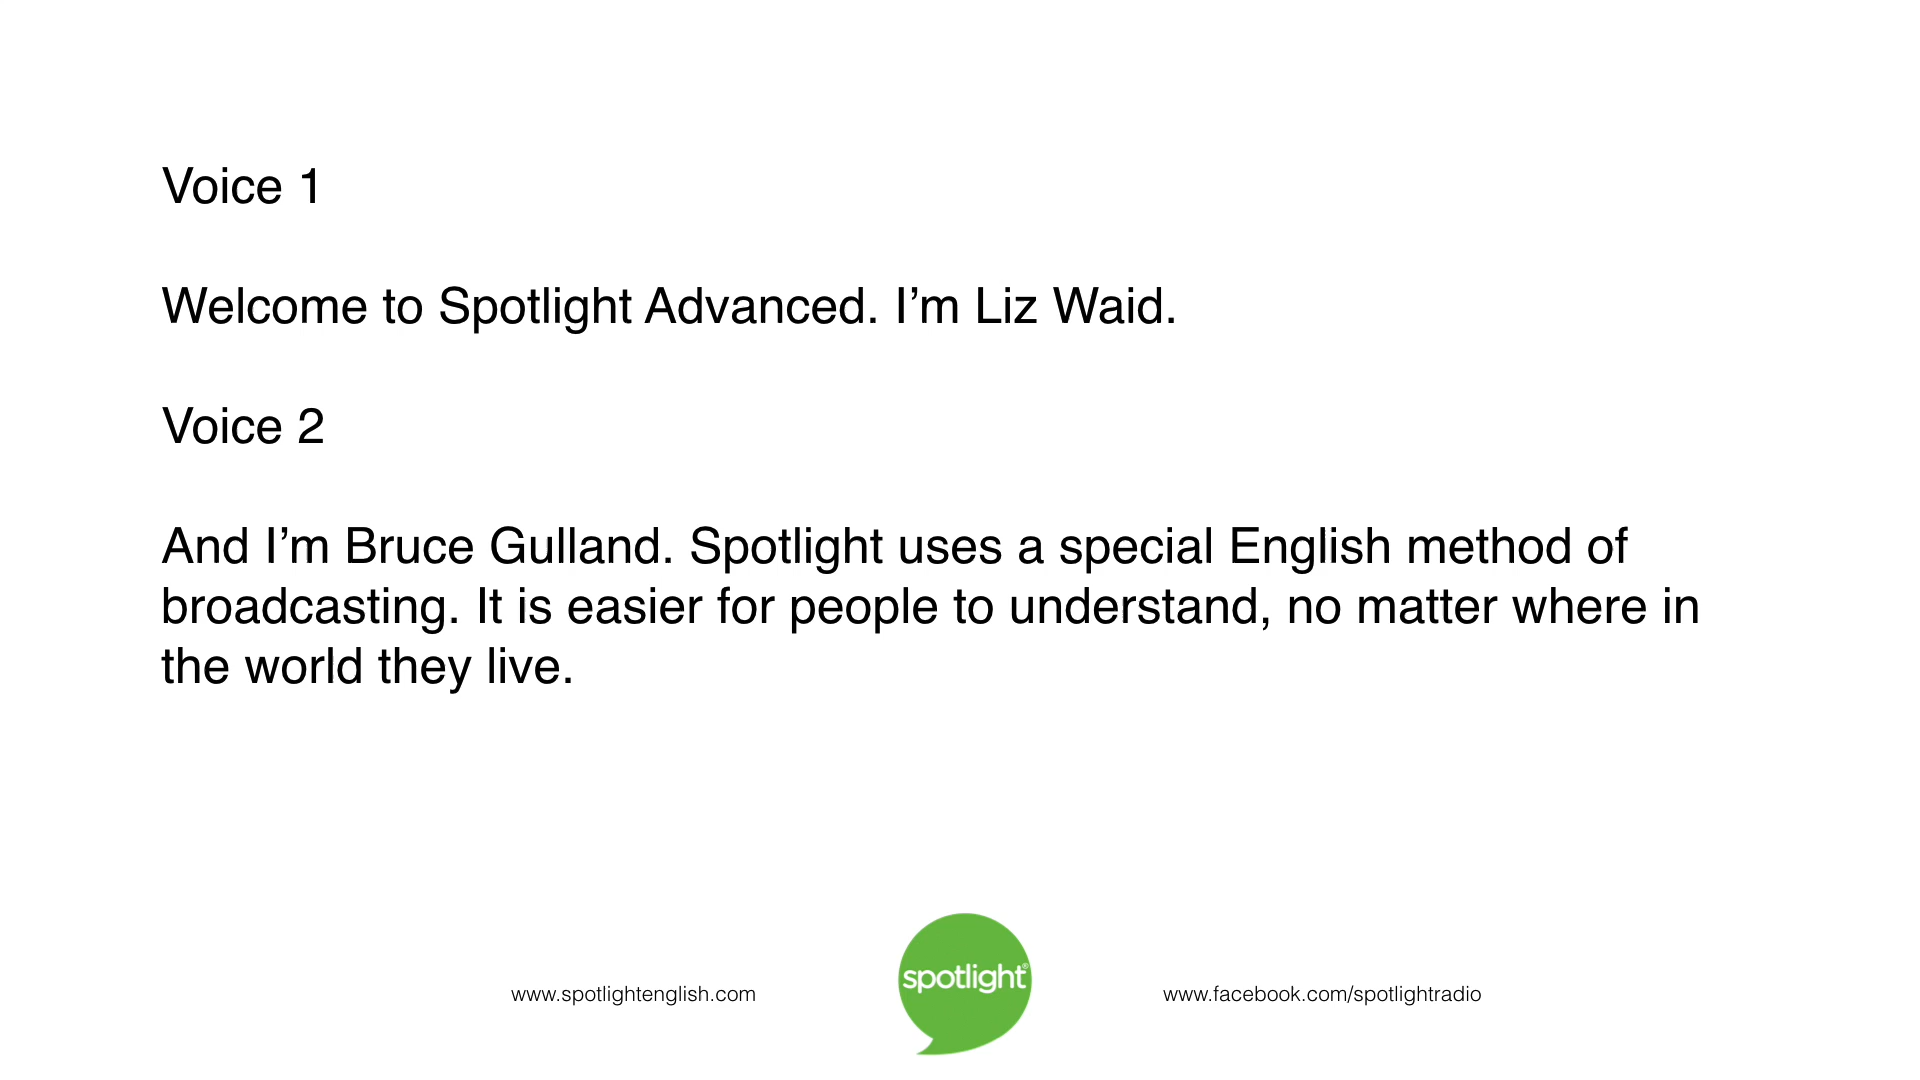 Voice 1
Welcome to Spotlight Advanced. I’m Liz Waid.
Voice 2
And I’m Bruce Gulland. Spotlight uses a special English method of
broadcasting. It is easier for people to understand, no matter where in
the world they live.
www.spotlightenglish.com
spotlight®
www.facebook.com/spotlightradio